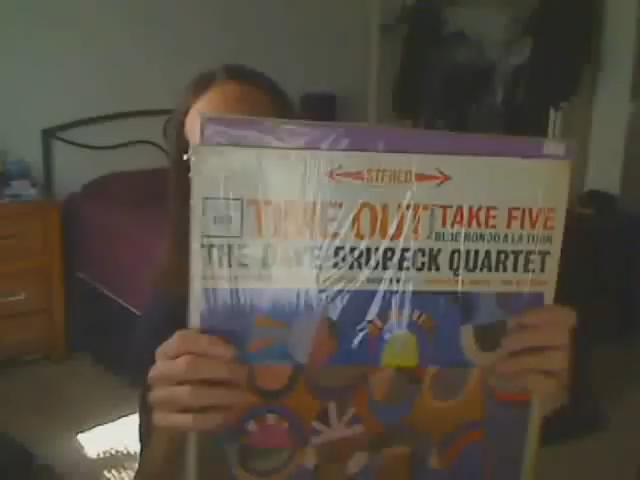 STEREO
TIME OUT TAKE FIVE
BLUE RONDO A LA TURK
THE DAVE BRUBECK QUARTET